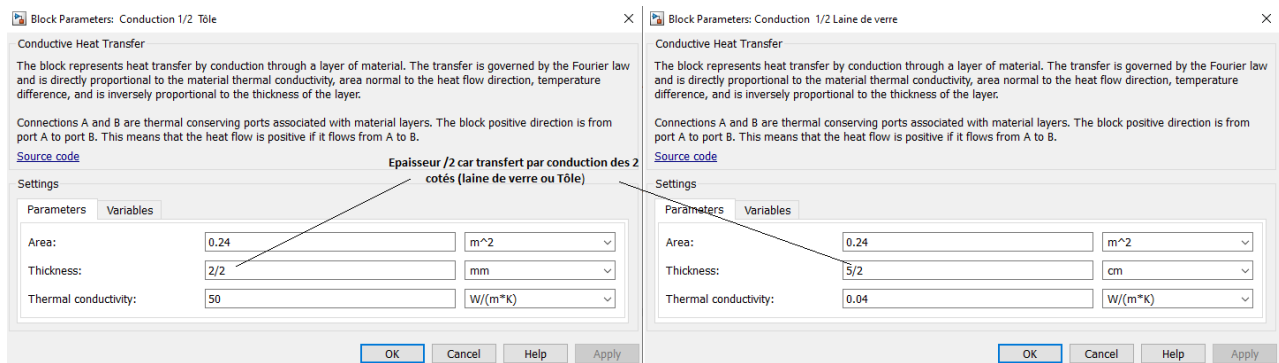 Block Parameters: Conduction 1/2 Tôle
Conductive Heat Transfer
The block represents heat transfer by conduction through a layer of material. The transfer is governed by the Fourier law
and is directly proportional to the material thermal conductivity, area normal to the heat flow direction, temperature
difference, and is inversely proportional to the thickness of the layer.
Connections A and B are thermal conserving ports associated with material layers. The block positive direction is from
port A to port B. This means that the heat flow is positive if it flows from A to B.
Source code
Settings
Parameters Variables
Area: 0.24 m^2
Thickness: 2/2 mm
Thermal conductivity: 50 W/(m*K)
OK Cancel Help Apply
Epaisseur /2 car transfert par conduction des 2
cotés (laine de verre ou Tôle)
Block Parameters: Conduction 1/2 Laine de verre
Conductive Heat Transfer
The block represents heat transfer by conduction through a layer of material. The transfer is governed by the Fourier law
and is directly proportional to the material thermal conductivity, area normal to the heat flow direction, temperature
difference, and is inversely proportional to the thickness of the layer.
Connections A and B are thermal conserving ports associated with material layers. The block positive direction is from
port A to port B. This means that the heat flow is positive if it flows from A to B.
Source code
Settings
Parameters Variables
Area: 0.24 m^2
Thickness: 5/2 cm
Thermal conductivity: 0.04 W/(m*K)
OK Cancel Help Apply